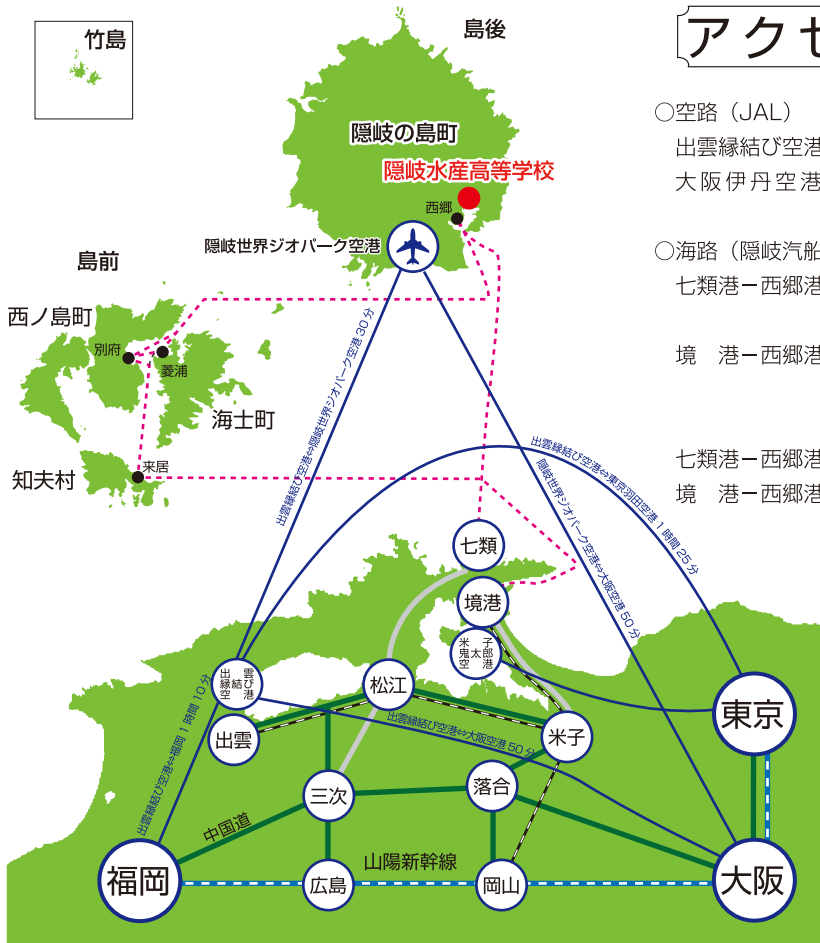 竹島
島後
アクセ
隠岐の島町
隠岐水産高等学校
西郷
隠岐世界ジオパーク空港
○空路（JAL）
出雲縁結び空港
大阪伊丹空港
○海路（隠岐汽船
七類港－西郷港
境　港－西郷港
七類港－西郷港
境　港－西郷港
島前
西ノ島町
別府
菱浦
海士町
知夫村
来居
出雲縁結び空港⇔隠岐世界ジオパーク空港30分
出雲縁結び空港⇔東京羽田空港1時間25分
隠岐世界ジオパーク空港⇔大阪空港50分
七類
境港
米子鬼太郎空港
出雲縁結び空港
松江
出雲
米子
東京
出雲縁結び空港⇔大阪空港50分
出雲縁結び空港⇔福岡1時間10分
三次
落合
中国道
山陽新幹線
福岡
広島
岡山
大阪